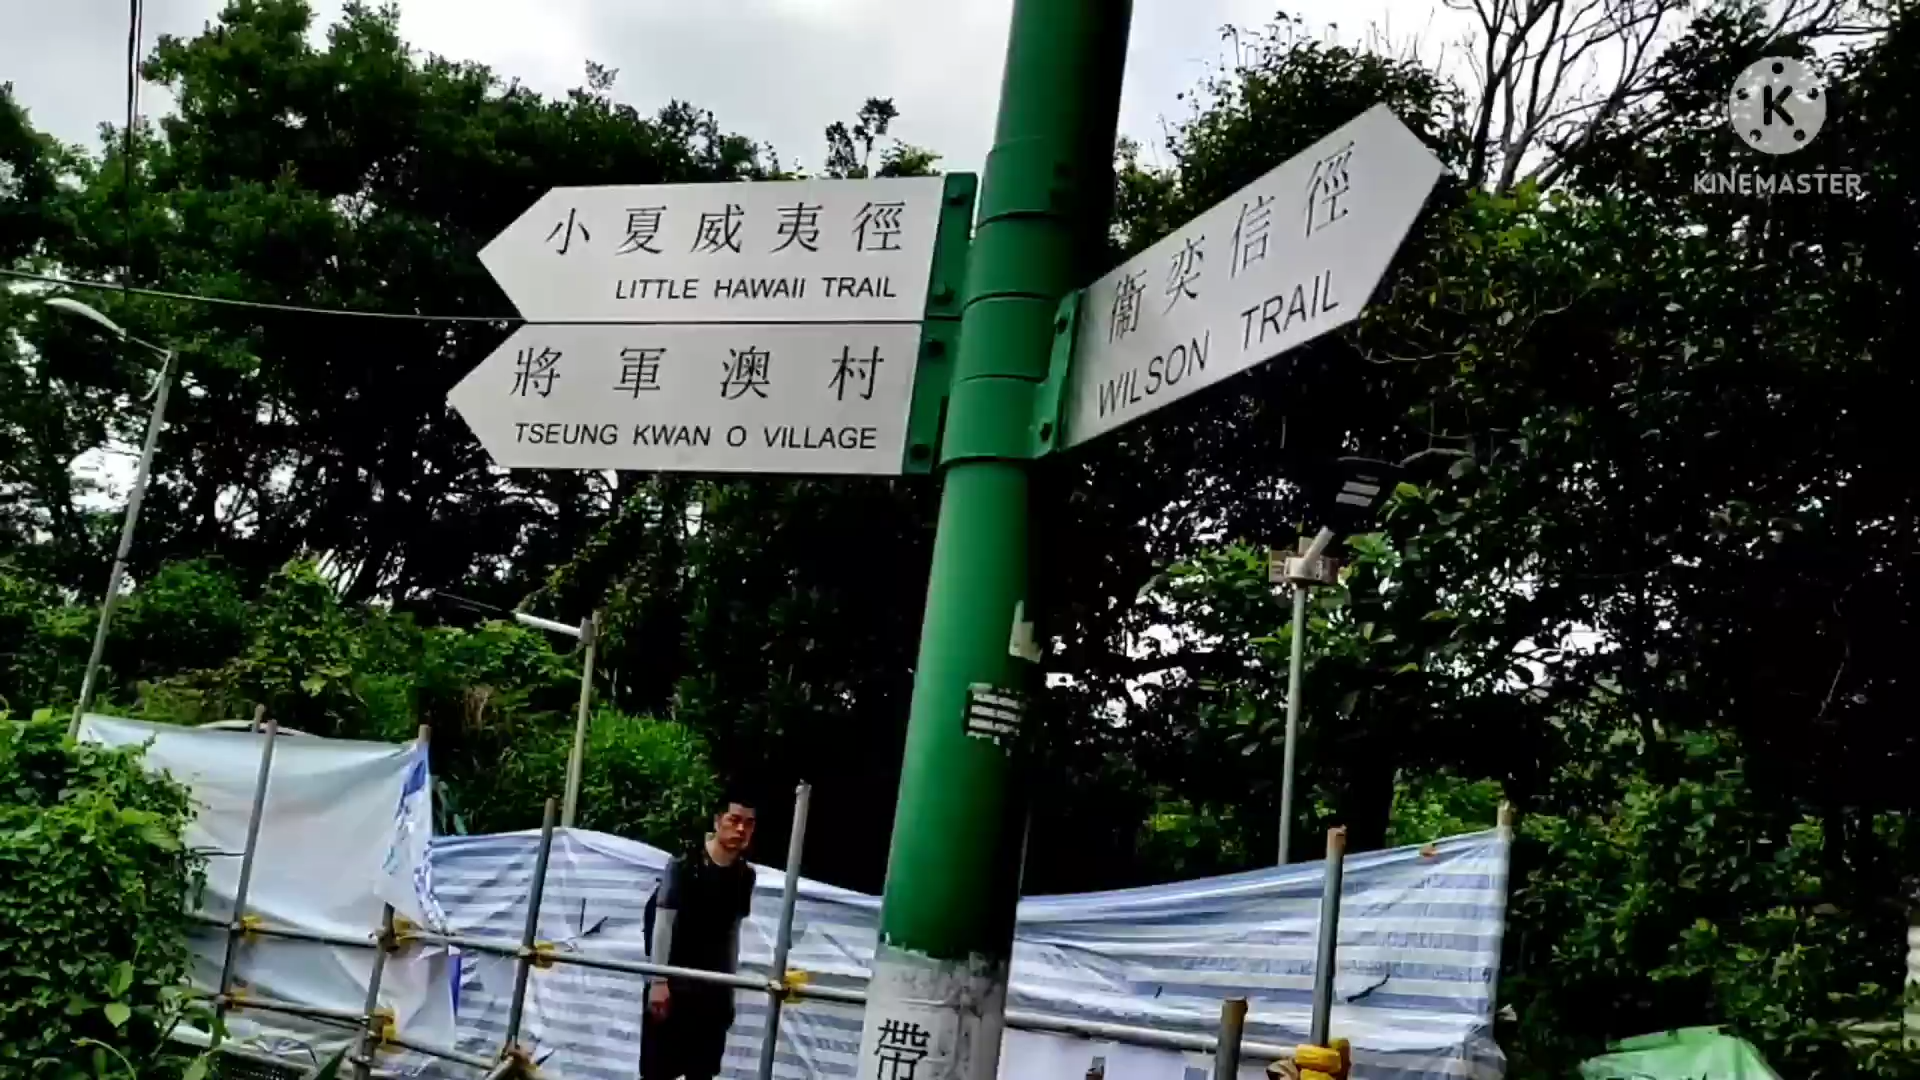 小夏威夷徑
LITTLE HAWAII TRAIL
將軍澳村
TSEUNG KWAN O VILLAGE
衞奕信徑
WILSON TRAIL
K
KINEMASTER
帶